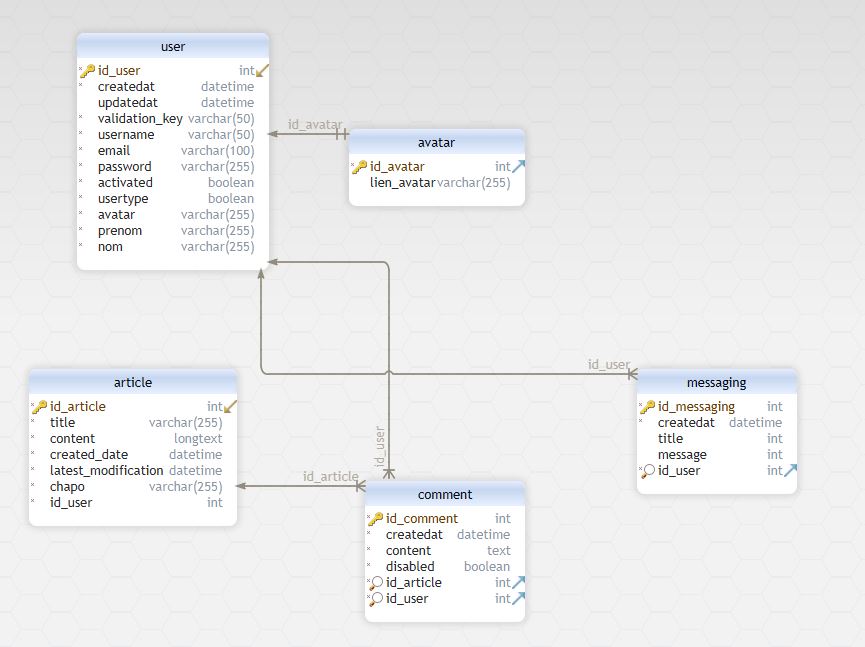 user
id_user int
createdat datetime
updatedat datetime
validation_key varchar(50)
username varchar(50)
email varchar(100)
password varchar(255)
activated boolean
usertype boolean
avatar varchar(255)
prenom varchar(255)
nom varchar(255)
id_avatar
avatar
id_avatar int
lien_avatar varchar(255)
id_user
article
id_article int
title varchar(255)
content longtext
created_date datetime
latest_modification datetime
chapo varchar(255)
id_user int
id_article
id_user
comment
id_comment int
createdat datetime
content text
disabled boolean
id_article int
id_user int
messaging
id_messaging int
createdat datetime
title int
message int
id_user int